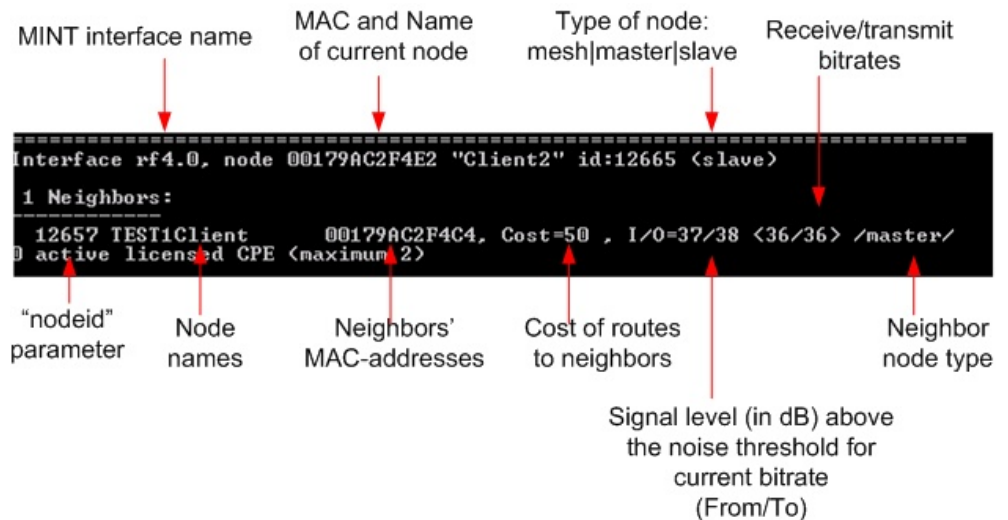 MINT interface name
MAC and Name
of current node
Type of node:
mesh|master|slave
Receive/transmit
bitrates
Interface rf4.0, node 00179AC2F4E2 "Client2" id:12665 (slave)
1 Neighbors:
12657 TEST1Client 00179AC2F4C4, Cost=50 , I/O=37/38 (36/36) /master/
0 active licensed CPE (maximum 2)
"nodeid"
parameter
Node
names
Neighbors'
MAC-addresses
Cost of routes
to neighbors
Neighbor
node type
Signal level (in dB) above
the noise threshold for
current bitrate
(From/To)